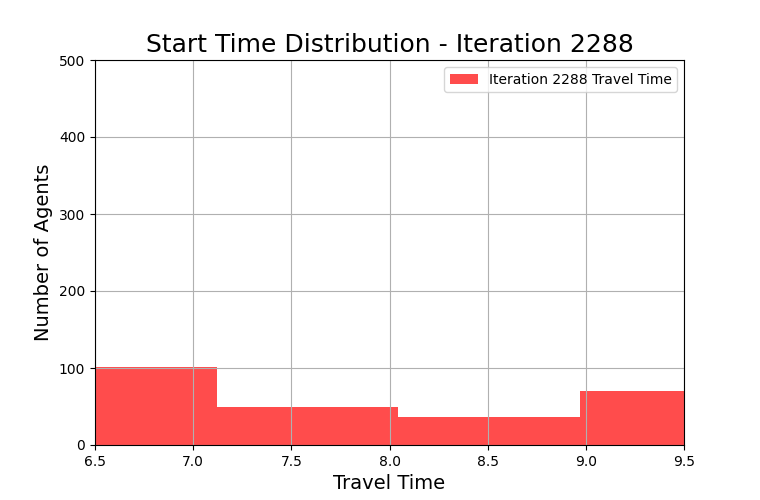 Start Time Distribution - Iteration 2288
Iteration 2288 Travel Time
Number of Agents
500
400
300
200
100
0
6.5 7.0 7.5 8.0 8.5 9.0 9.5
Travel Time